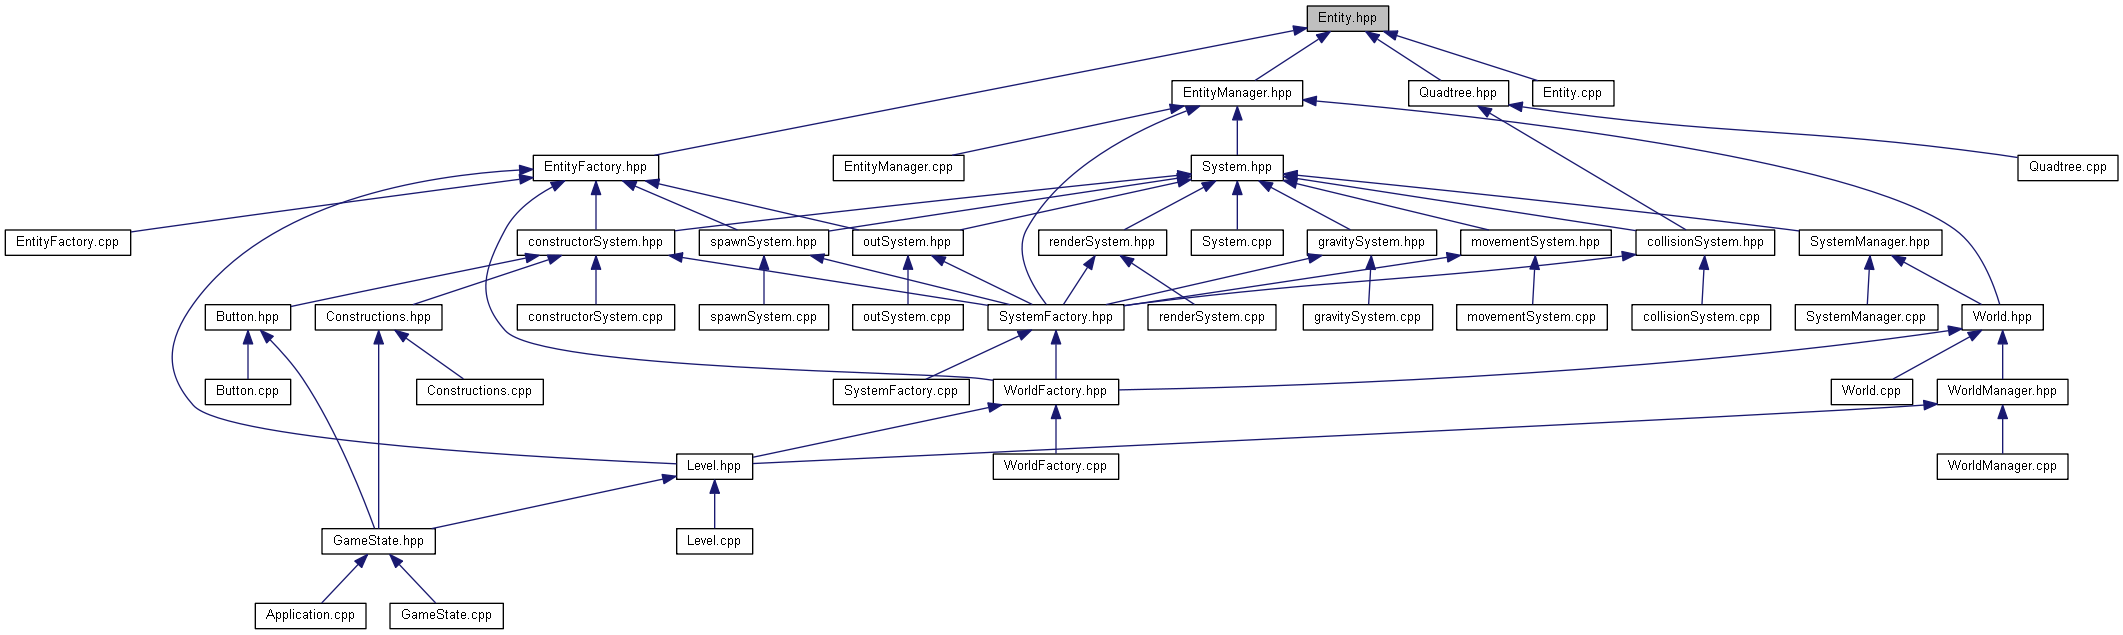 Entity.hpp
EntityManager.hpp
Quadtree.hpp
Entity.cpp
EntityFactory.hpp
EntityManager.cpp
System.hpp
Quadtree.cpp
EntityFactory.cpp
constructorSystem.hpp
spawnSystem.hpp
outSystem.hpp
renderSystem.hpp
System.cpp
gravitySystem.hpp
movementSystem.hpp
collisionSystem.hpp
SystemManager.hpp
Button.hpp
Constructions.hpp
constructorSystem.cpp
spawnSystem.cpp
outSystem.cpp
SystemFactory.hpp
renderSystem.cpp
gravitySystem.cpp
movementSystem.cpp
collisionSystem.cpp
SystemManager.cpp
World.hpp
Button.cpp
Constructions.cpp
SystemFactory.cpp
WorldFactory.hpp
World.cpp
WorldManager.hpp
Level.hpp
WorldFactory.cpp
WorldManager.cpp
GameState.hpp
Level.cpp
Application.cpp
GameState.cpp